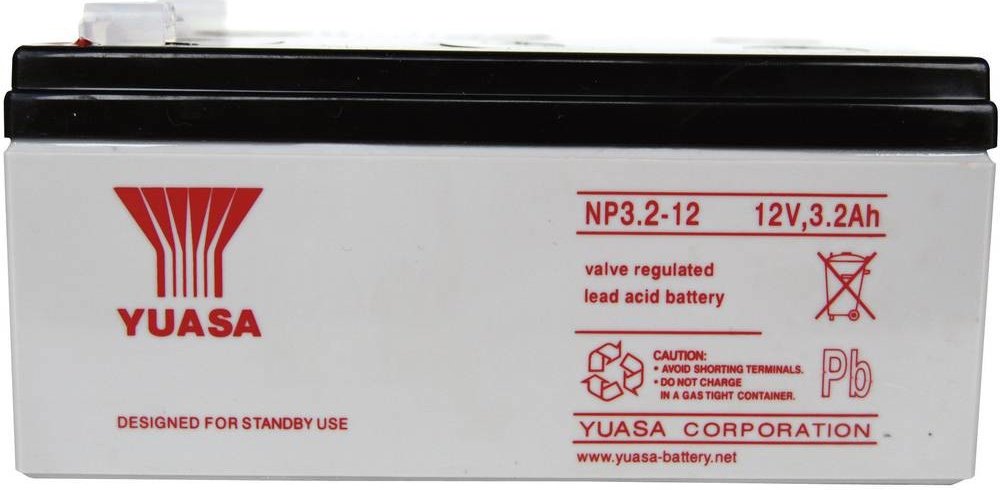 YUASA
DESIGNED FOR STANDBY USE
NP3.2-12 12V,3.2Ah
valve regulated
lead acid battery
CAUTION:
• AVOID SHORTING TERMINALS.
• DO NOT CHARGE
IN A GAS TIGHT CONTAINER.
Pb
YUASA CORPORATION
www.yuasa-battery.net